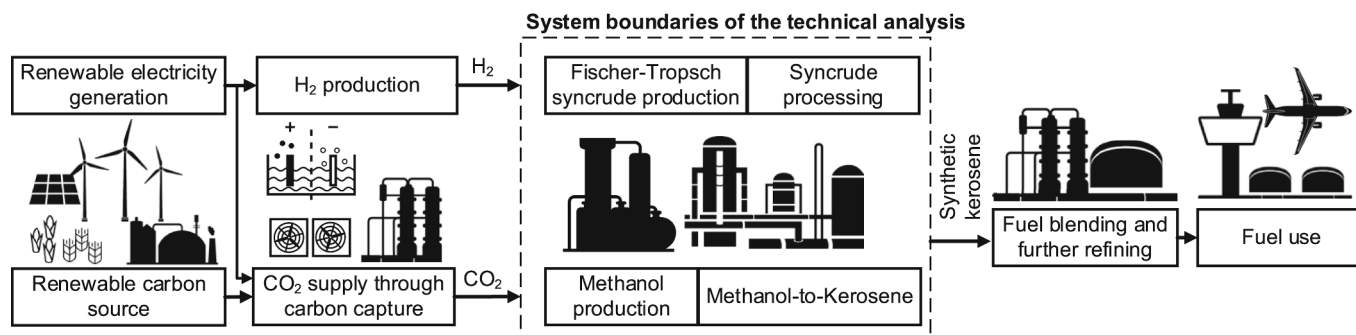 System boundaries of the technical analysis
Renewable electricity
generation
H₂ production
H₂
Fischer-Tropsch
syncrude production
Syncrude
processing
+
−
Synthetic
kerosene
Renewable carbon
source
CO₂ supply through
carbon capture
CO₂
Methanol
production
Methanol-to-Kerosene
Fuel blending and
further refining
Fuel use